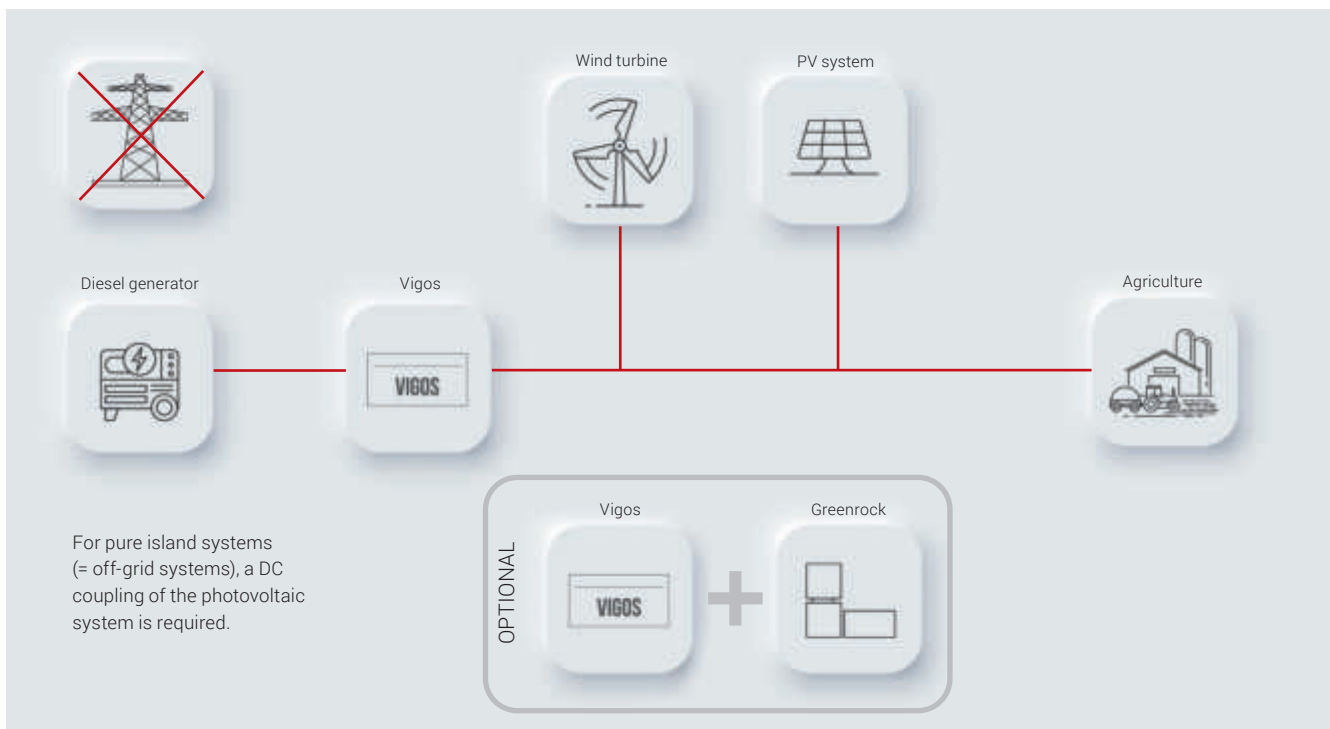 Wind turbine
PV system
Diesel generator
Vigos
Agriculture
VIGOS
For pure island systems
(= off-grid systems), a DC
coupling of the photovoltaic
system is required.
OPTIONAL
Vigos
Greenrock
VIGOS